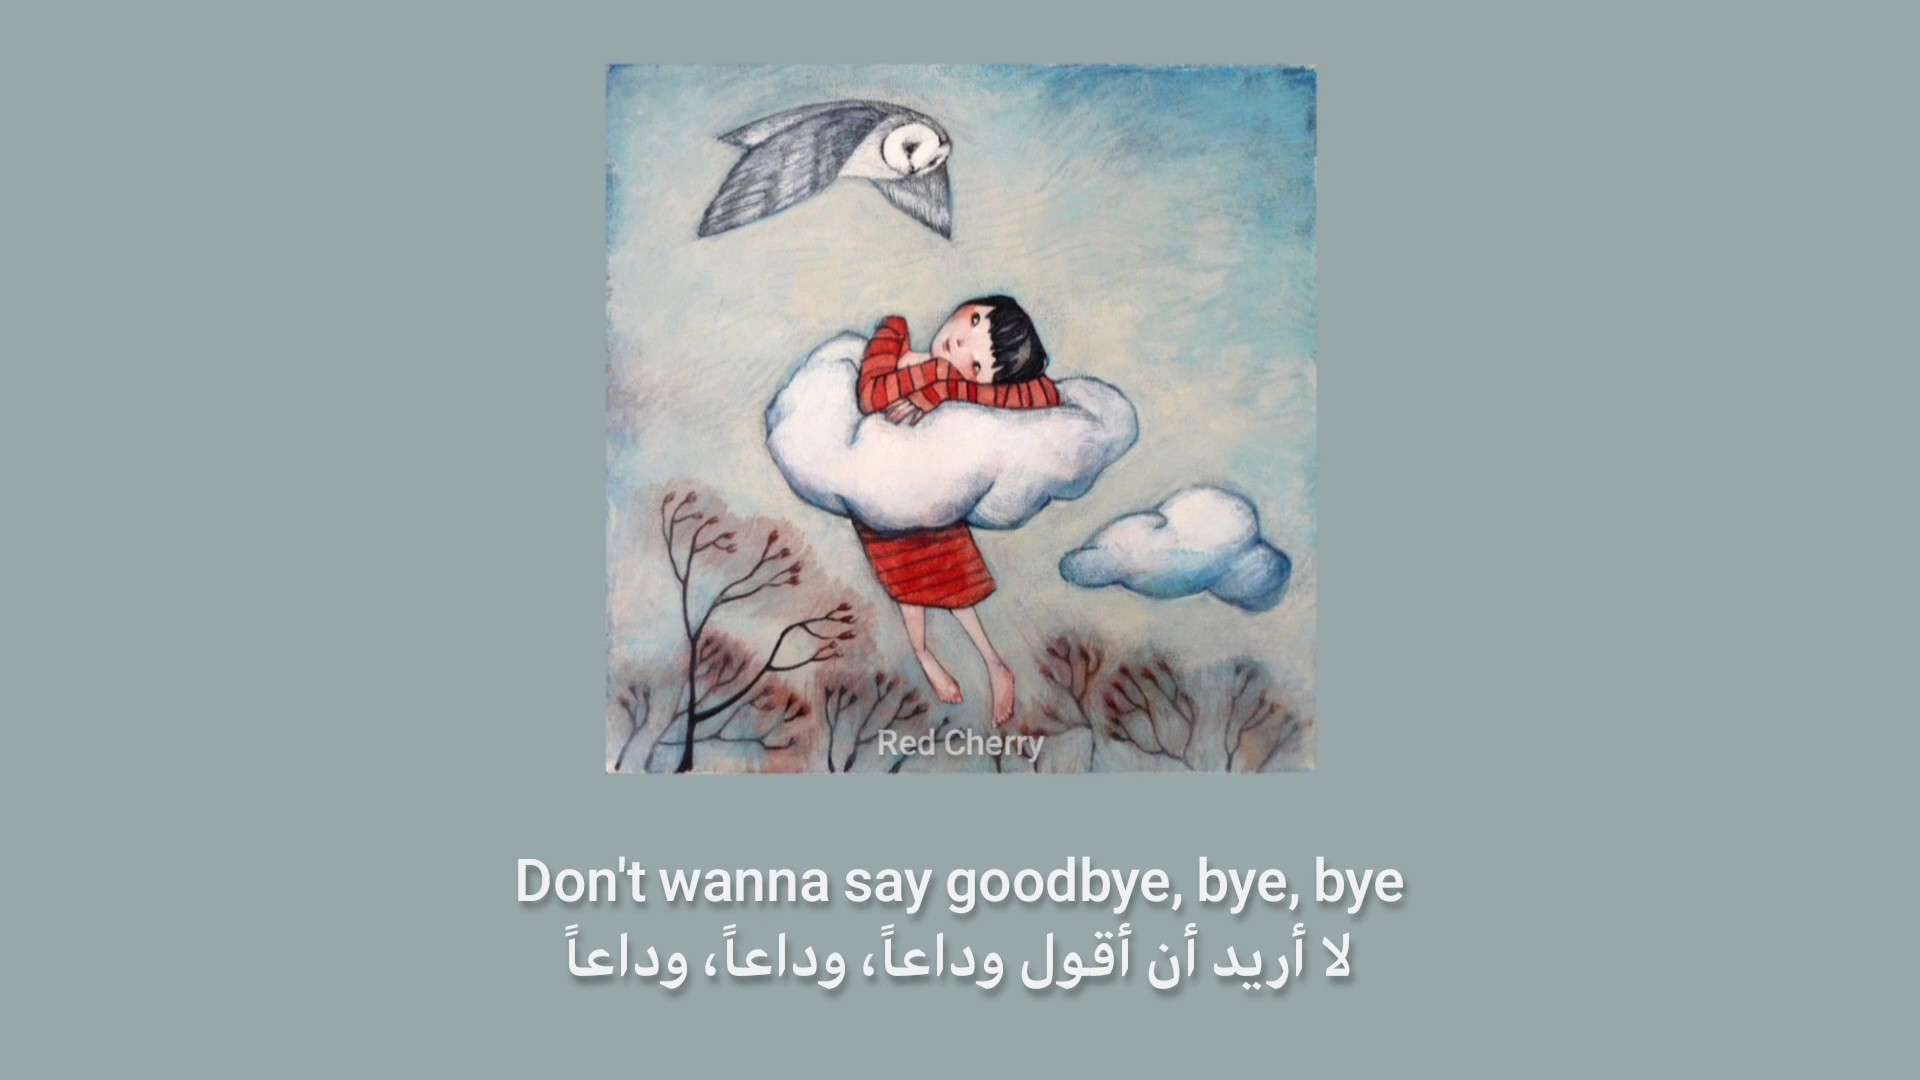 Red Cherry
Don't wanna say goodbye, bye, bye
لا أريد أن أقول وداعاً، وداعاً، وداعاً